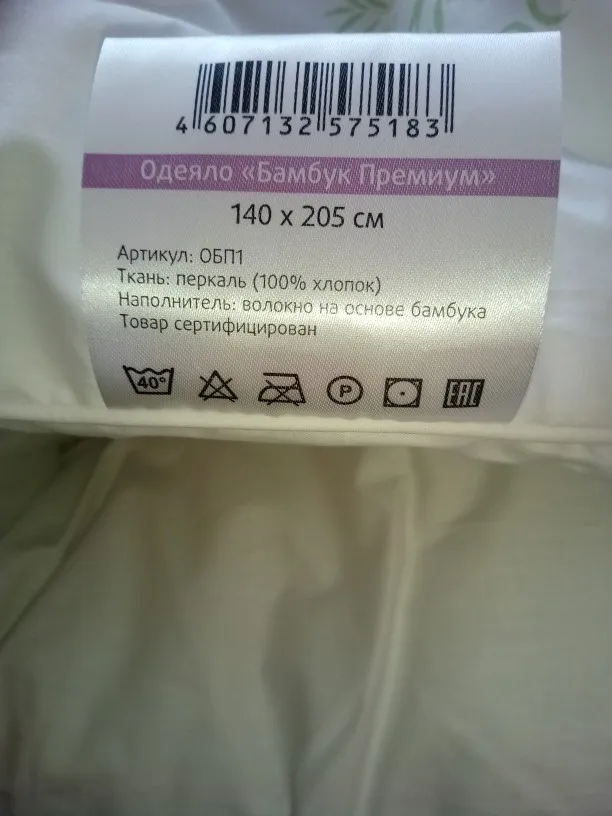 4 607132 575183
Одеяло «Бамбук Премиум»
140 x 205 см
Артикул: ОБП1
Ткань: перкаль (100% хлопок)
Наполнитель: волокно на основе бамбука
Товар сертифицирован
40° P EAC